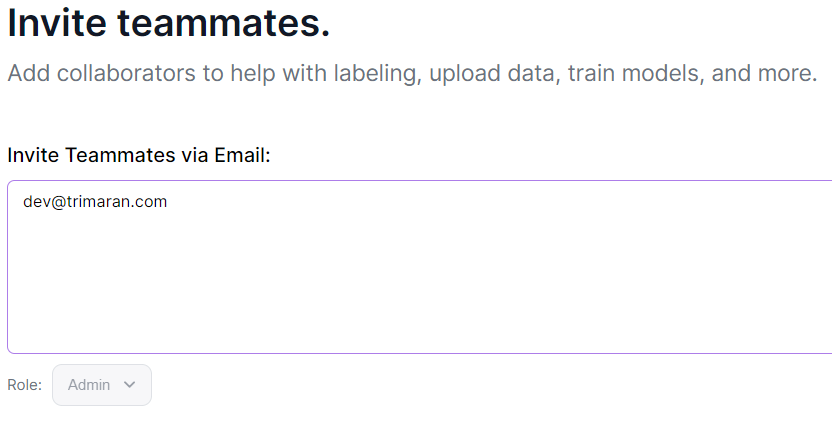 Invite teammates.
Add collaborators to help with labeling, upload data, train models, and more.
Invite Teammates via Email:
dev@trimaran.com
Role: Admin